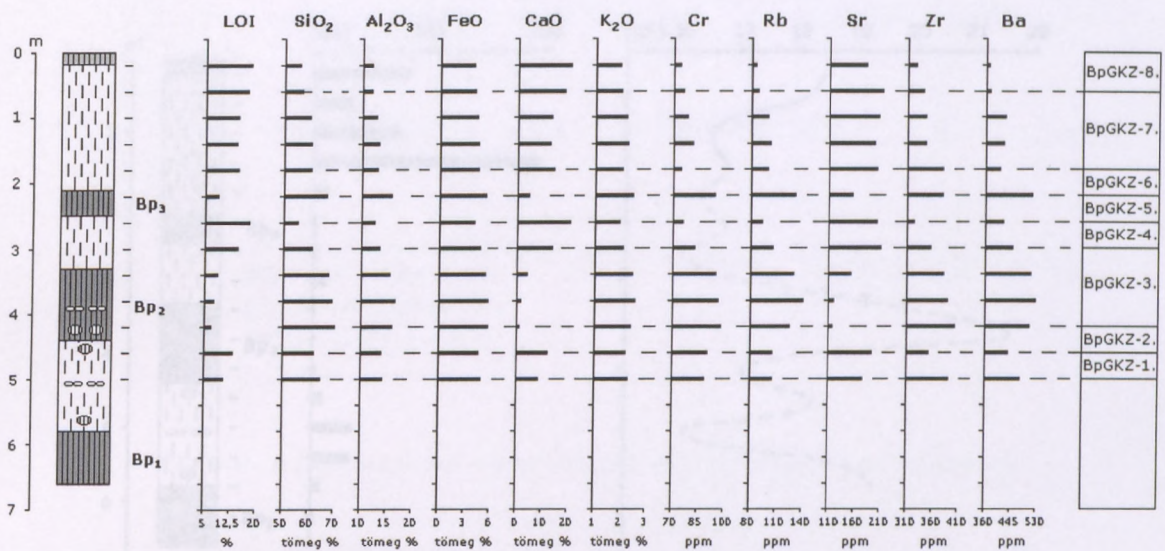 LOI SiO₂ Al₂O₃ FeO CaO K₂O Cr Rb Sr Zr Ba
m
0
1
2
3
4
5
6
7
Bp₃
Bp₂
Bp₁
BpGKZ-8.
BpGKZ-7.
BpGKZ-6.
BpGKZ-5.
BpGKZ-4.
BpGKZ-3.
BpGKZ-2.
BpGKZ-1.
5 12,5 20 50 60 70 10 15 20 0 3 6 0 10 20 1 2 3 70 85 100 80 110 140 110 160 210 310 360 410 360 445 530
% tömeg % tömeg % tömeg % tömeg % tömeg % ppm ppm ppm ppm ppm